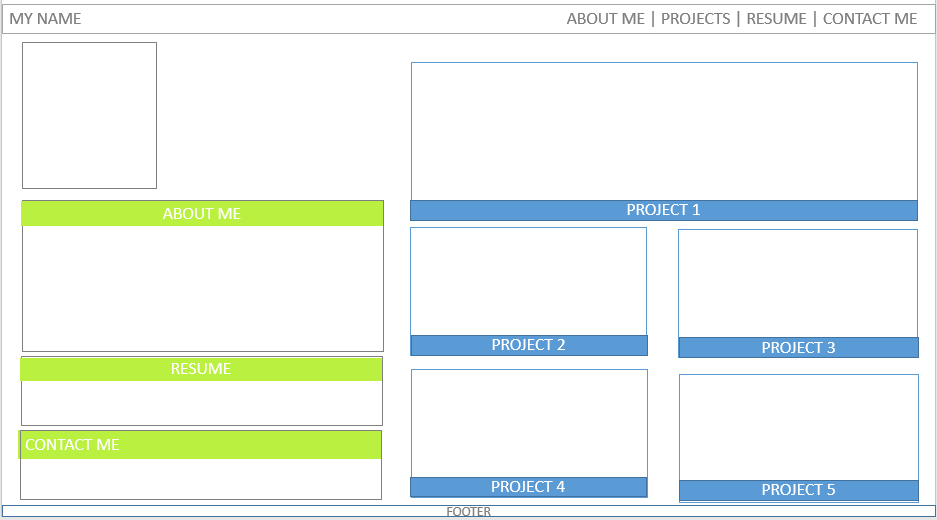 MY NAME
ABOUT ME | PROJECTS | RESUME | CONTACT ME
ABOUT ME
RESUME
CONTACT ME
PROJECT 1
PROJECT 2
PROJECT 3
PROJECT 4
PROJECT 5
FOOTER